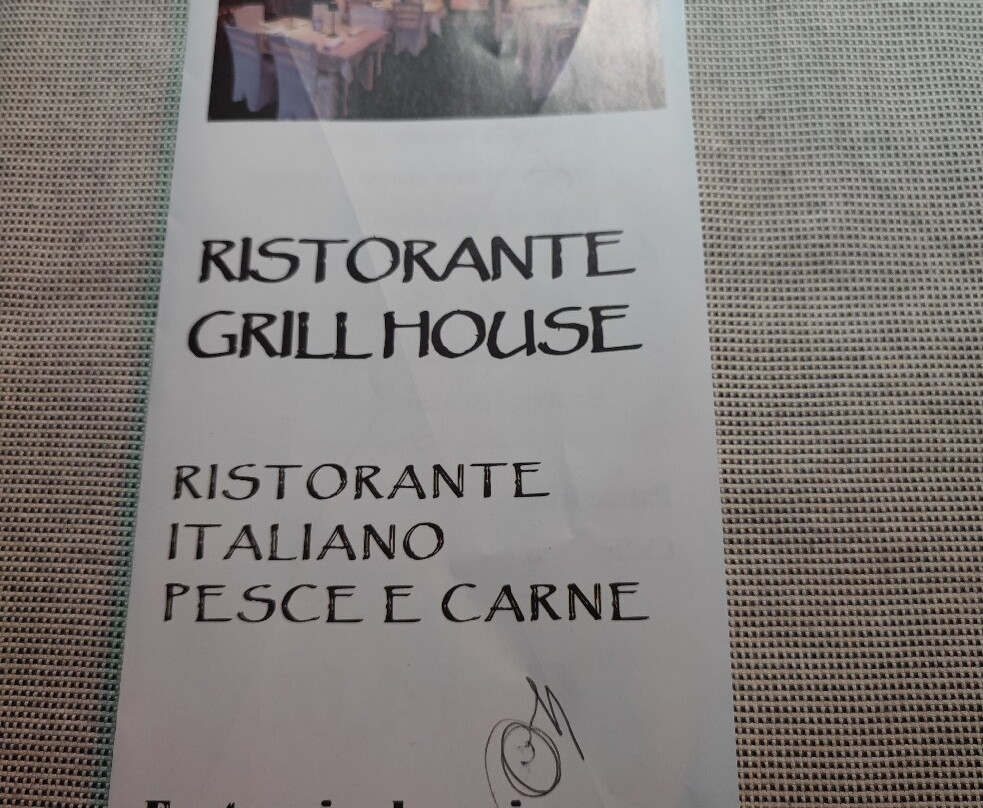 RISTORANTE
GRILL HOUSE
RISTORANTE
ITALIANO
PESCE E CARNE